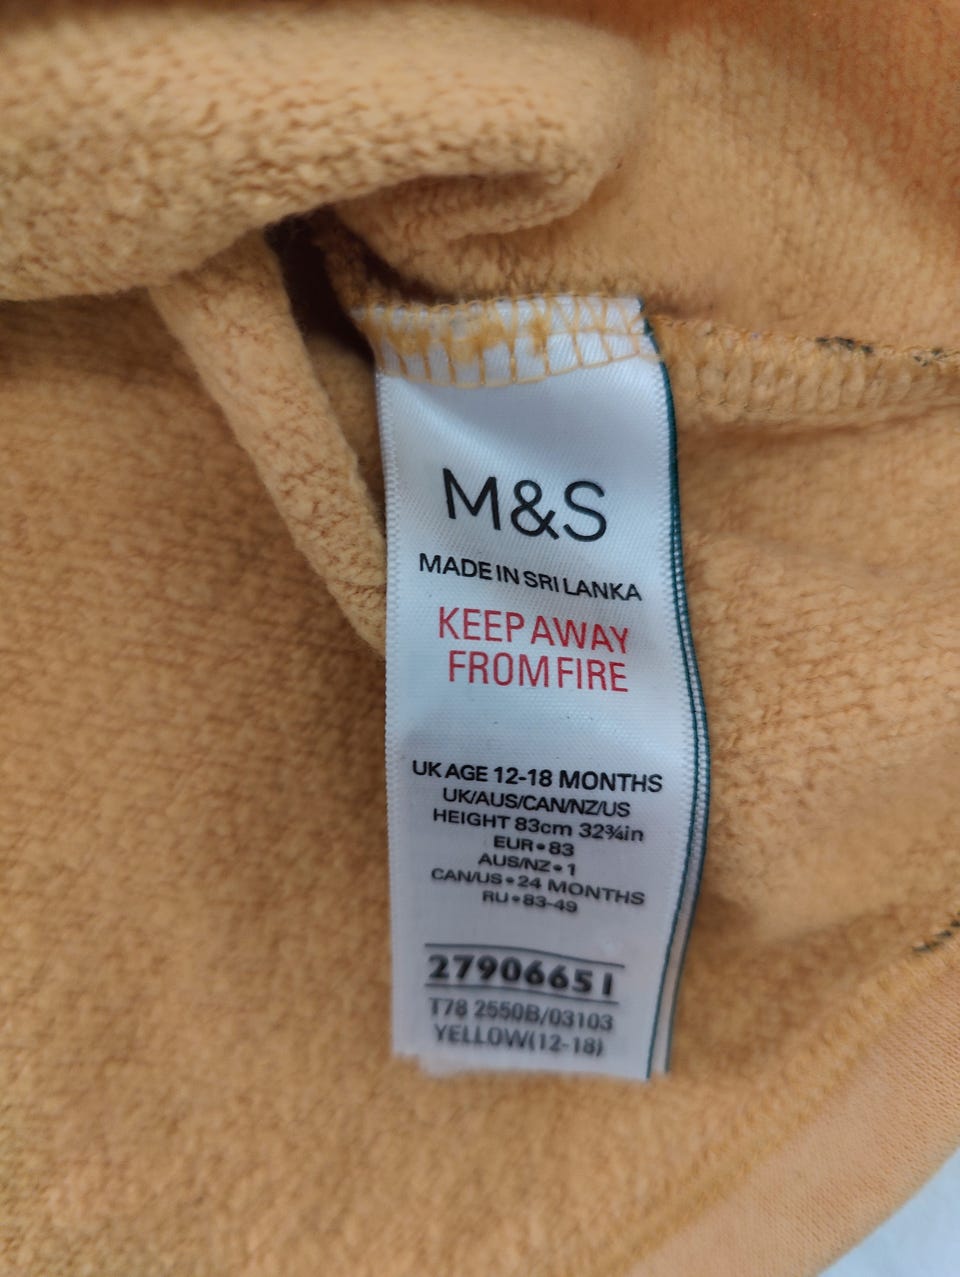 M&S
MADE IN SRI LANKA
KEEP AWAY
FROM FIRE
UK AGE 12-18 MONTHS
UK/AUS/CAN/NZ/US
HEIGHT 83cm 32¾in
EUR•83
AUS/NZ•1
CAN/US•24 MONTHS
RU•83-49
27906651
T78 2550B/03103
YELLOW(12-18)